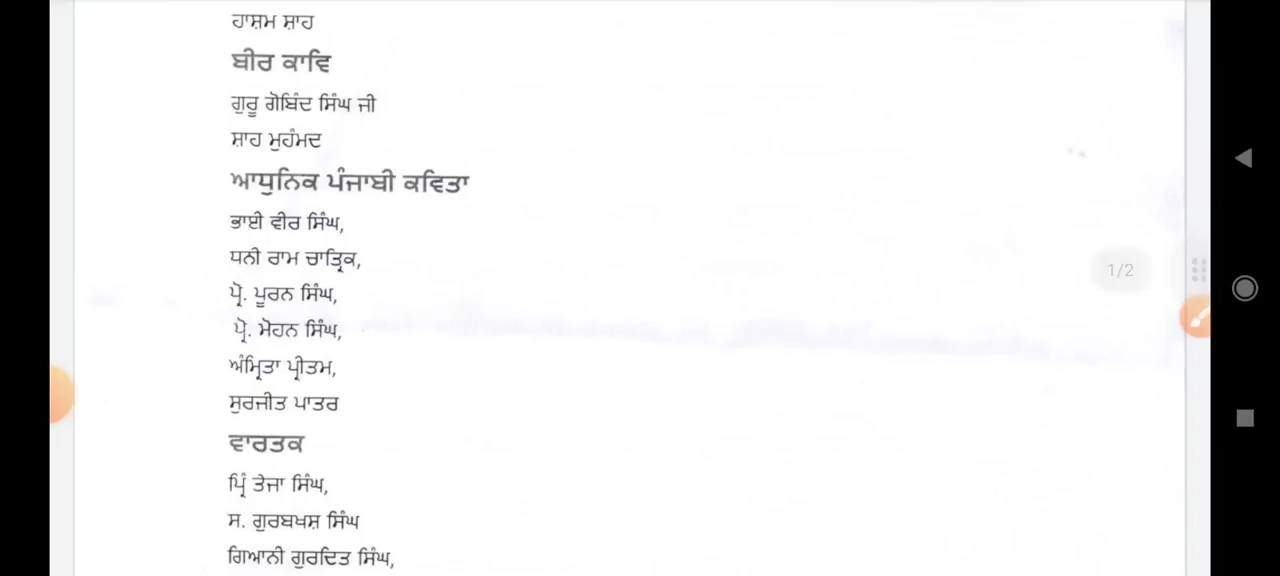 ਹਾਸ਼ਮ ਸ਼ਾਹ
ਬੀਰ ਕਾਵਿ
ਗੁਰੂ ਗੋਬਿੰਦ ਸਿੰਘ ਜੀ
ਸ਼ਾਹ ਮੁਹੰਮਦ
ਆਧੁਨਿਕ ਪੰਜਾਬੀ ਕਵਿਤਾ
ਭਾਈ ਵੀਰ ਸਿੰਘ,
ਧਨੀ ਰਾਮ ਚਾਤ੍ਰਿਕ,
ਪ੍ਰੋ. ਪੂਰਨ ਸਿੰਘ,
ਪ੍ਰੋ. ਮੋਹਨ ਸਿੰਘ,
ਅੰਮ੍ਰਿਤਾ ਪ੍ਰੀਤਮ,
ਸੁਰਜੀਤ ਪਾਤਰ
ਵਾਰਤਕ
ਪ੍ਰਿੰ ਤੇਜਾ ਸਿੰਘ,
ਸ. ਗੁਰਬਖਸ਼ ਸਿੰਘ
ਗਿਆਨੀ ਗੁਰਦਿਤ ਸਿੰਘ,
1/2